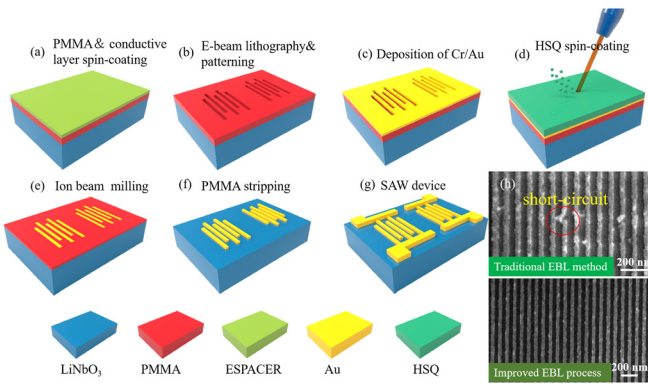 (a) PMMA& conductive
layer spin-coating
(b) E-beam lithography&
patterning
(c) Deposition of Cr/Au
(d) HSQ spin-coating
(e) Ion beam milling
(f) PMMA stripping
(g) SAW device
(h)
short-circuit
Traditional EBL method
200 nm
Improved EBL process
200 nm
LiNbO₃ PMMA ESPACER Au HSQ